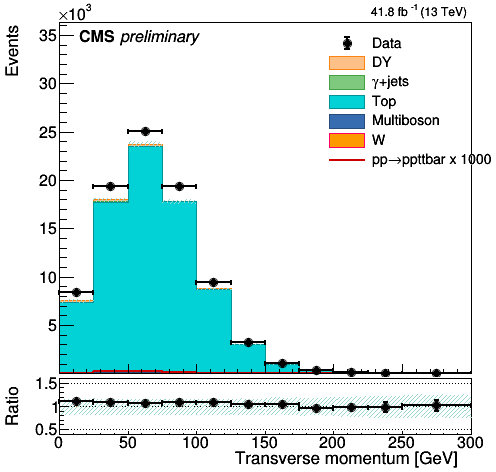 ×10³
41.8 fb⁻¹ (13 TeV)
CMS preliminary
Events
35
30
25
20
15
10
5
Data
DY
γ+jets
Top
Multiboson
W
pp→ppttbar x 1000
Ratio
1.5
1
0.5
0 50 100 150 200 250 300
Transverse momentum [GeV]